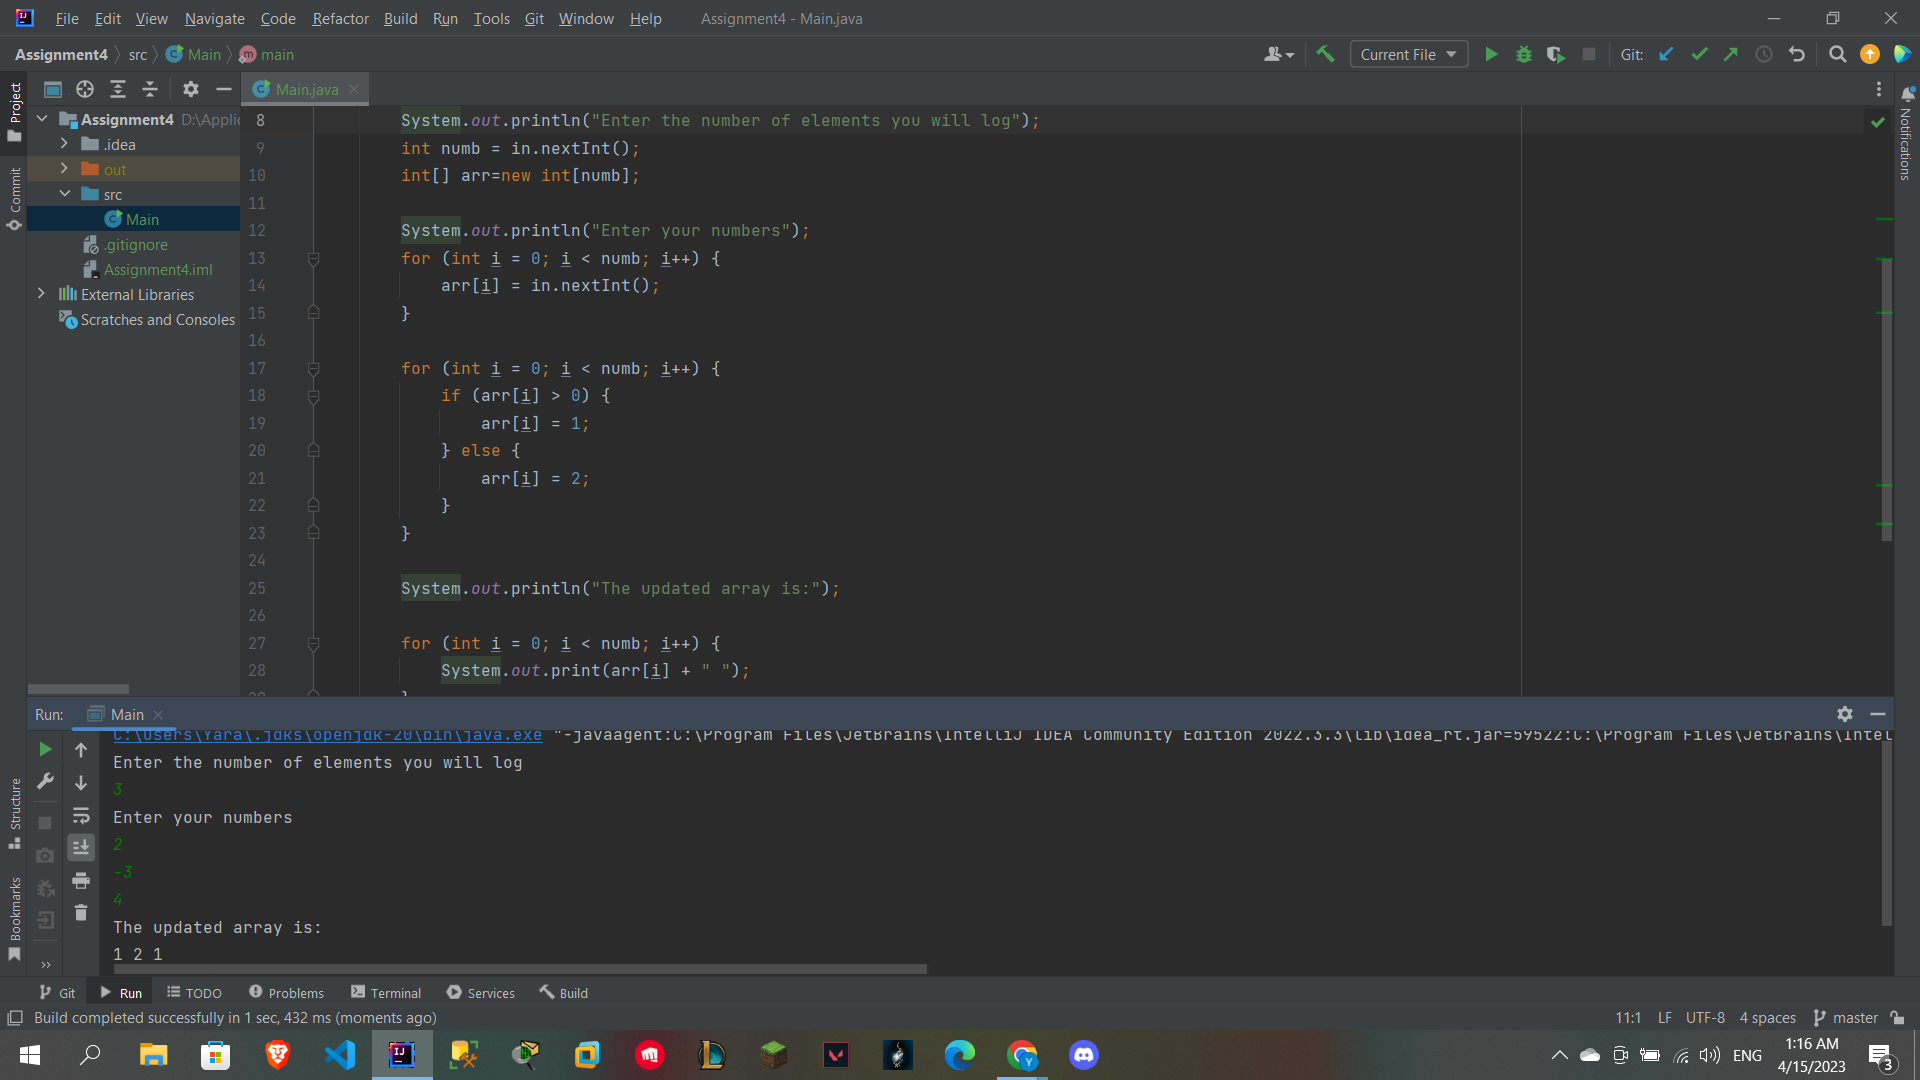 File Edit View Navigate Code Refactor Build Run Tools Git Window Help Assignment4 - Main.java
Assignment4 src Main main Current File Git:
Project
Commit
Structure
Bookmarks
Notifications
Main.java
Assignment4 D:\Applic
.idea
out
src
Main
.gitignore
Assignment4.iml
External Libraries
Scratches and Consoles
8 System.out.println("Enter the number of elements you will log");
9 int numb = in.nextInt();
10 int[] arr=new int[numb];
11
12 System.out.println("Enter your numbers");
13 for (int i = 0; i < numb; i++) {
14 arr[i] = in.nextInt();
15 }
16
17 for (int i = 0; i < numb; i++) {
18 if (arr[i] > 0) {
19 arr[i] = 1;
20 } else {
21 arr[i] = 2;
22 }
23 }
24
25 System.out.println("The updated array is:");
26
27 for (int i = 0; i < numb; i++) {
28 System.out.print(arr[i] + " ");
Run: Main
C:\Users\Yara\.jdks\openjdk-20\bin\java.exe "-javaagent:C:\Program Files\JetBrains\IntelliJ IDEA Community Edition 2022.3.3\lib\idea_rt.jar=59522:C:\Program Files\JetBrains\Intel
Enter the number of elements you will log
3
Enter your numbers
2
-3
4
The updated array is:
1 2 1
Git Run TODO Problems Terminal Services Build
Build completed successfully in 1 sec, 432 ms (moments ago) 11:1 LF UTF-8 4 spaces master
ENG 1:16 AM
4/15/2023
3